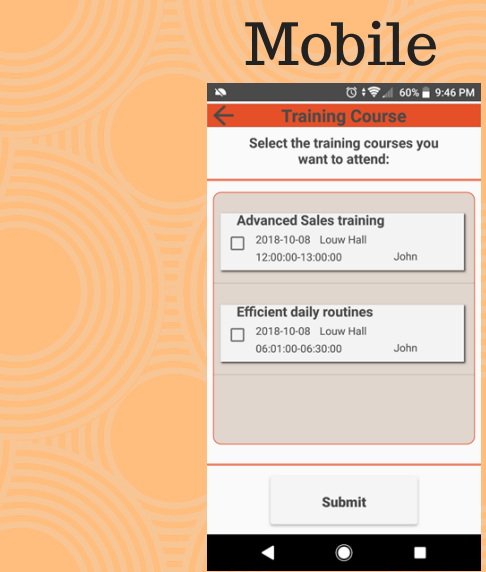 Mobile
60% 9:46 PM
Training Course
Select the training courses you
want to attend:
Advanced Sales training
2018-10-08 Louw Hall
12:00:00-13:00:00 John
Efficient daily routines
2018-10-08 Louw Hall
06:01:00-06:30:00 John
Submit